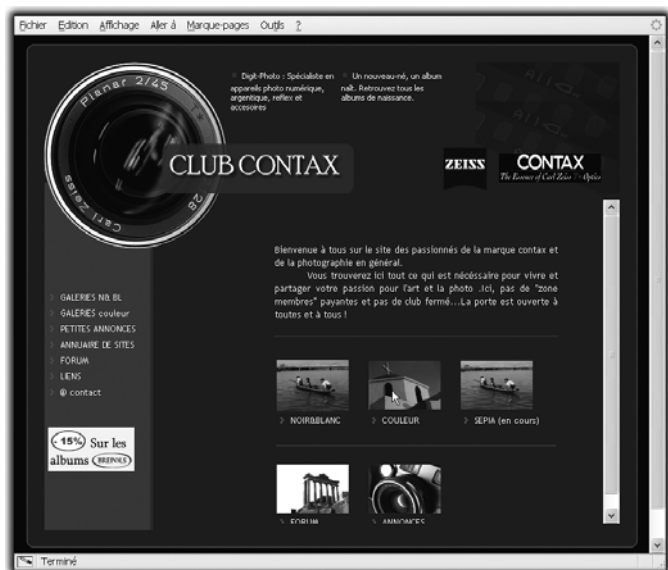 Fichier Edition Affichage Aller à Marque-pages Outils ?
Planar 2/45 T*
Carl Zeiss
28
Digit-Photo : Spécialiste en
appareils photo numérique,
argentique, réflex et
accesoires
Un nouveau-né, un album
naît. Retrouvez tous les
albums de naissance.
CLUB CONTAX
ZEISS
CONTAX
The Essence of Carl Zeiss T* Optics
Bienvenue à tous sur le site des passionnés de la marque contax et
de la photographie en général.
Vous trouverez ici tout ce qui est nécéssaire pour vivre et
partager votre passion pour l'art et la photo .Ici, pas de "zone
membres" payantes et pas de club fermé...La porte est ouverte à
toutes et à tous !
GALERIES N& BL
GALERIES couleur
PETITES ANNONCES
ANNUAIRE DE SITES
FORUM
LIENS
@ contact
- 15% Sur les
albums
NOIR&BLANC
COULEUR
SEPIA (en cours)
FORUM
ANNONCES
Terminé